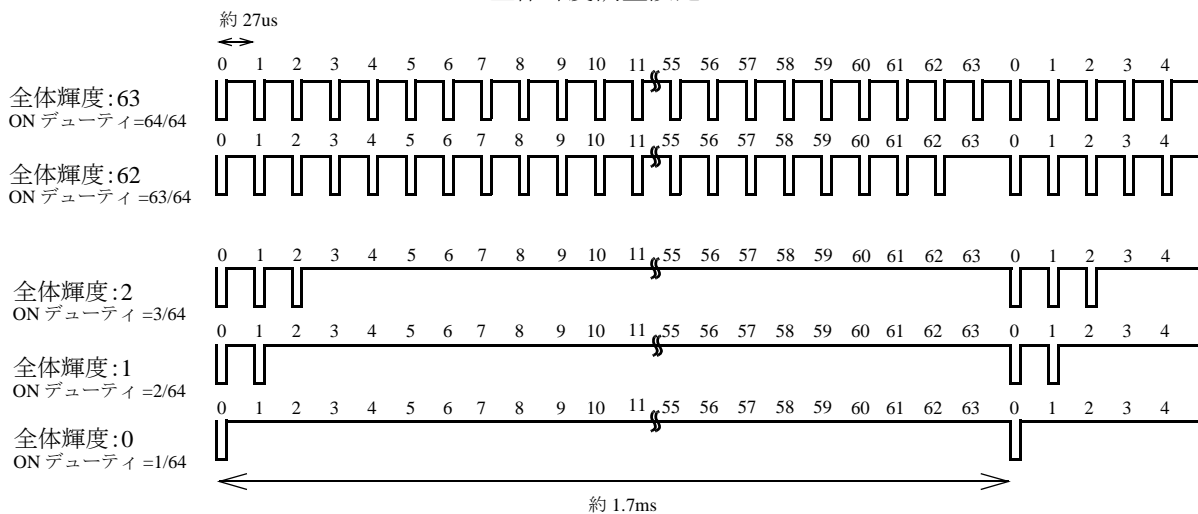 約 27us
0 1 2 3 4 5 6 7 8 9 10 11 55 56 57 58 59 60 61 62 63 0 1 2 3 4
全体輝度:63
ON デューティ=64/64
0 1 2 3 4 5 6 7 8 9 10 11 55 56 57 58 59 60 61 62 63 0 1 2 3 4
全体輝度:62
ON デューティ =63/64
0 1 2 3 4 5 6 7 8 9 10 11 55 56 57 58 59 60 61 62 63 0 1 2 3 4
全体輝度:2
ON デューティ =3/64
0 1 2 3 4 5 6 7 8 9 10 11 55 56 57 58 59 60 61 62 63 0 1 2 3 4
全体輝度:1
ON デューティ =2/64
0 1 2 3 4 5 6 7 8 9 10 11 55 56 57 58 59 60 61 62 63 0 1 2 3 4
全体輝度:0
ON デューティ =1/64
約 1.7ms